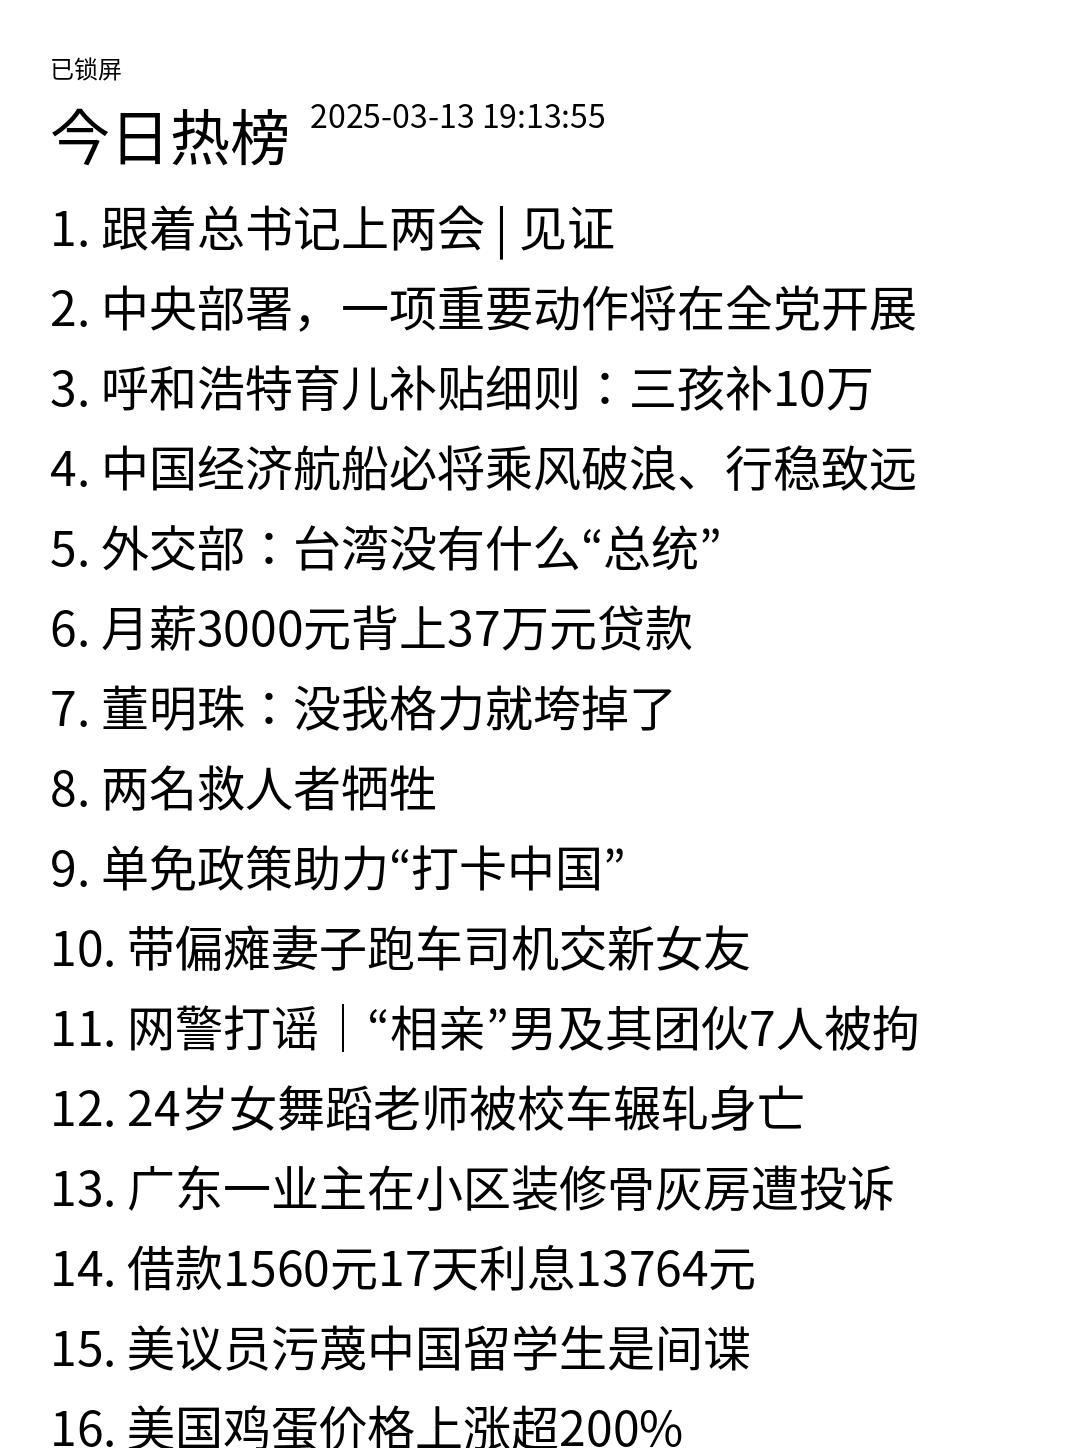 已锁屏
今日热榜 2025-03-13 19:13:55
1. 跟着总书记上两会 | 见证
2. 中央部署，一项重要动作将在全党开展
3. 呼和浩特育儿补贴细则：三孩补10万
4. 中国经济航船必将乘风破浪、行稳致远
5. 外交部：台湾没有什么“总统”
6. 月薪3000元背上37万元贷款
7. 董明珠：没我格力就垮掉了
8. 两名救人者牺牲
9. 单免政策助力“打卡中国”
10. 带偏瘫妻子跑车司机交新女友
11. 网警打谣｜“相亲”男及其团伙7人被拘
12. 24岁女舞蹈老师被校车辗轧身亡
13. 广东一业主在小区装修骨灰房遭投诉
14. 借款1560元17天利息13764元
15. 美议员污蔑中国留学生是间谍
16. 美国鸡蛋价格上涨超200%